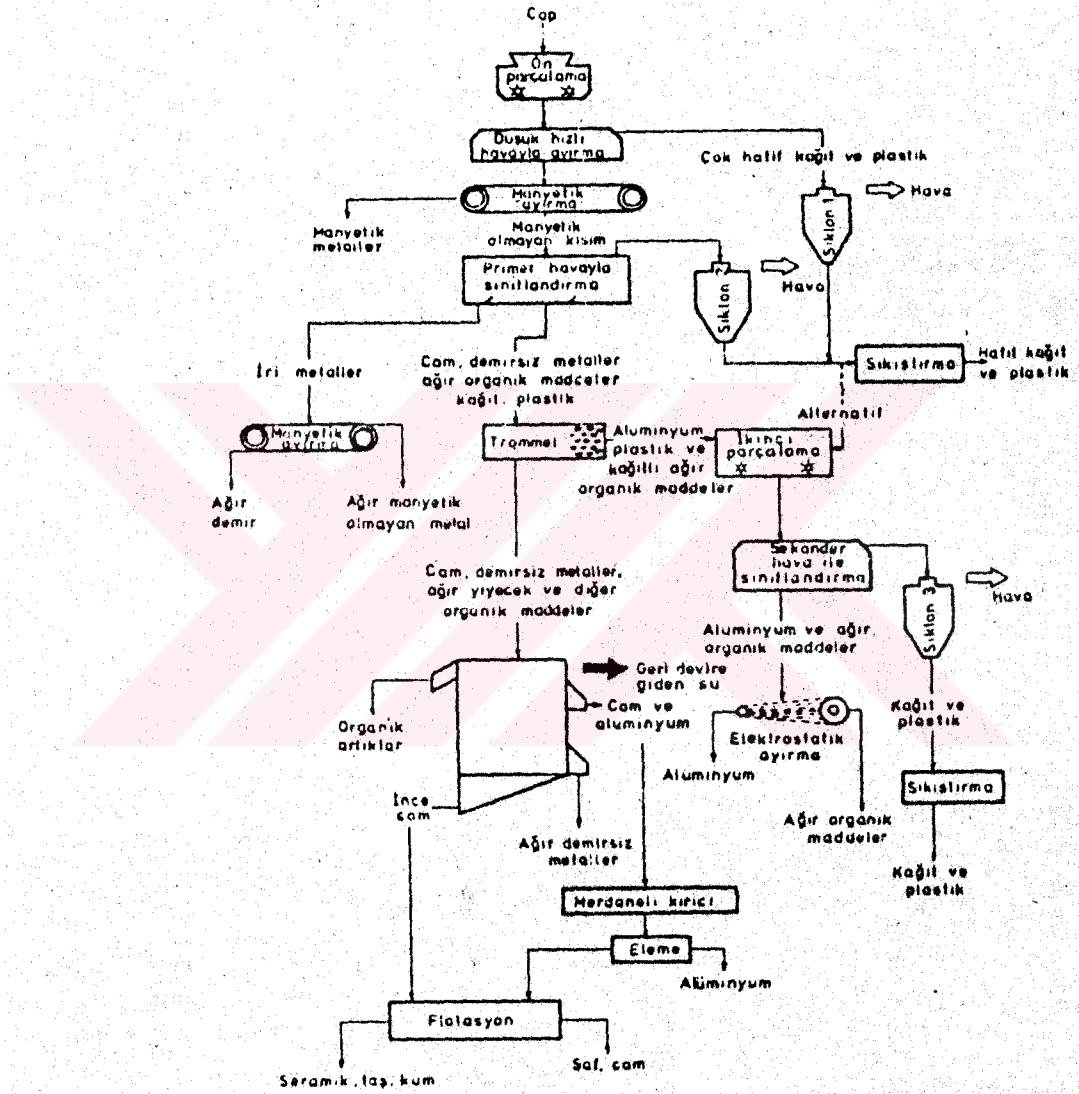 Çöp
Ön
parçalama
Düşük hızlı
havayla ayırma
Çok hafif kağıt ve plastik
Hava
Manyetik
ayırma
Siklon 1
Manyetik
metaller
Manyetik
olmayan kısım
Primer havayla
sınıflandırma
Siklon 2
Hava
İri metaller
Cam, demirsiz metaller
ağır organik maddeler
kağıt, plastik
Sıkıştırma
Hafif kağıt
ve plastik
Alternatif
Manyetik
ayırma
Trommel
Aluminyum
plastik ve
kağıtlı ağır
organik maddeler
İkinci
parçalama
Ağır
demir
Ağır manyetik
olmayan metal
Sekonder
hava ile
sınıflandırma
Cam, demirsiz metaller,
ağır yiyecek ve diğer
organik maddeler
Siklon 3
Hava
Aluminyum ve ağır
organik maddeler
Geri devire
giden su
Cam ve
aluminyum
Organik
artıklar
Kağıt ve
plastik
Elektrostatik
ayırma
Alüminyum
Sıkıştırma
İnce
cam
Ağır organik
maddeler
Ağır demirsiz
metaller
Kağıt ve
plastik
Merdaneli kırıcı
Eleme
Alüminyum
Flotasyon
Saf, cam
Seramik, taş, kum